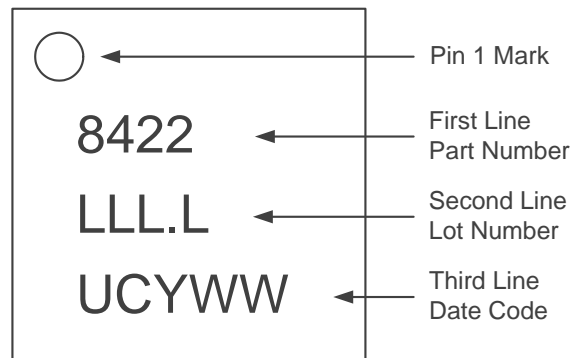 Pin 1 Mark
8422
First Line
Part Number
LLL.L
Second Line
Lot Number
UCYWW
Third Line
Date Code